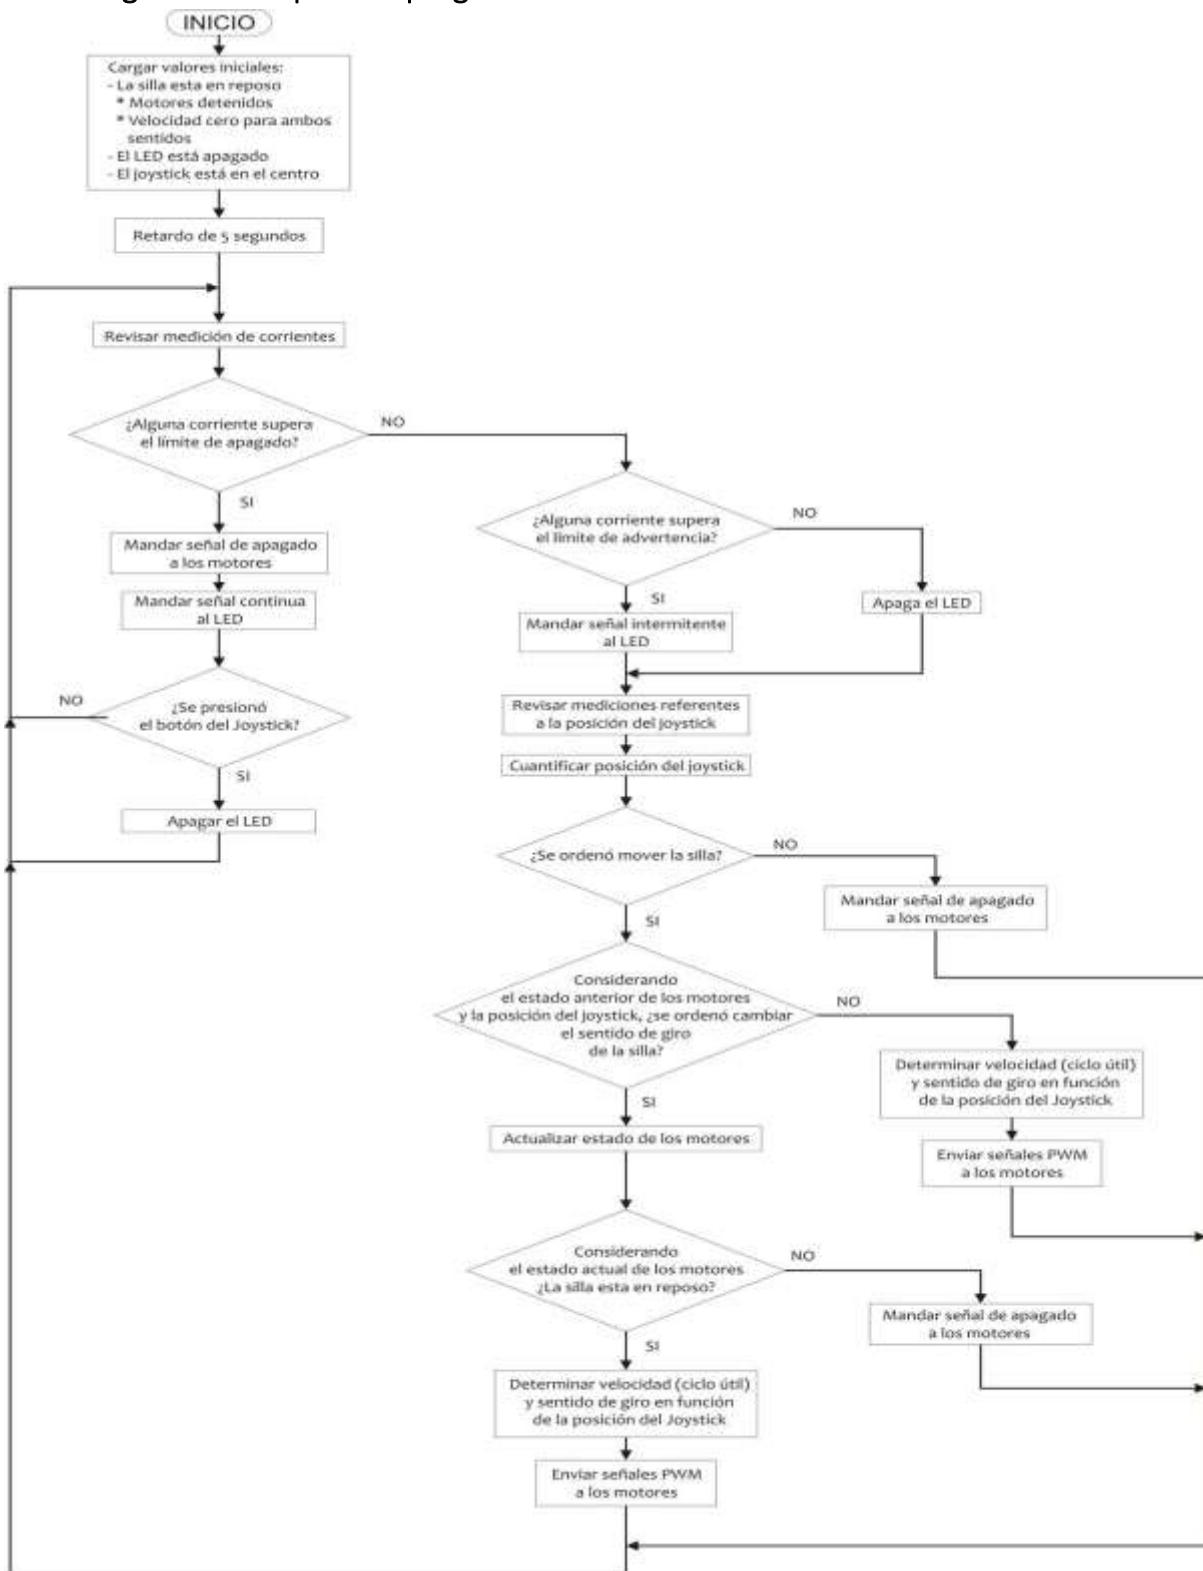 INICIO
Cargar valores iniciales:
- La silla esta en reposo
* Motores detenidos
* Velocidad cero para ambos
sentidos
- El LED está apagado
- El joystick está en el centro
Retardo de 5 segundos
Revisar medición de corrientes
¿Alguna corriente supera
el límite de apagado?
NO
SI
Mandar señal de apagado
a los motores
Mandar señal continua
al LED
¿Se presionó
el botón del Joystick?
NO
SI
Apagar el LED
¿Alguna corriente supera
el límite de advertencia?
NO
Apaga el LED
SI
Mandar señal intermitente
al LED
Revisar mediciones referentes
a la posición del joystick
Cuantificar posición del joystick
¿Se ordenó mover la silla?
NO
Mandar señal de apagado
a los motores
SI
Considerando
el estado anterior de los motores
y la posición del joystick, ¿se ordenó cambiar
el sentido de giro
de la silla?
NO
Determinar velocidad (ciclo útil)
y sentido de giro en función
de la posición del Joystick
Enviar señales PWM
a los motores
SI
Actualizar estado de los motores
Considerando
el estado actual de los motores
¿La silla esta en reposo?
NO
Mandar señal de apagado
a los motores
SI
Determinar velocidad (ciclo útil)
y sentido de giro en función
de la posición del Joystick
Enviar señales PWM
a los motores